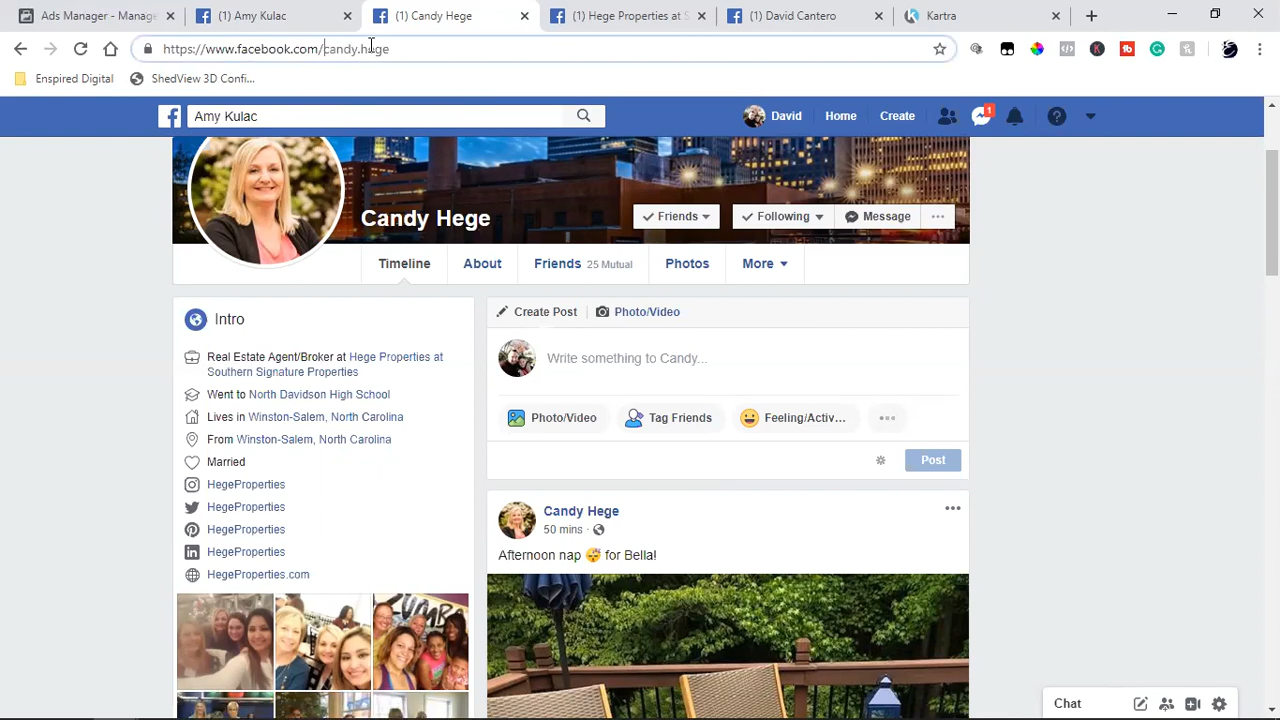 Ads Manager - Manage
(1) Amy Kulac
(1) Candy Hege
(1) Hege Properties at S
(1) David Cantero
Kartra
https://www.facebook.com/candy.hege
Enspired Digital
ShedView 3D Confi...
Amy Kulac
David
Home
Create
1
Candy Hege
Friends
Following
Message
Timeline
About
Friends 25 Mutual
Photos
More
Intro
Real Estate Agent/Broker at Hege Properties at
Southern Signature Properties
Went to North Davidson High School
Lives in Winston-Salem, North Carolina
From Winston-Salem, North Carolina
Married
HegeProperties
HegeProperties
HegeProperties
HegeProperties
HegeProperties.com
Create Post
Photo/Video
Write something to Candy...
Photo/Video
Tag Friends
Feeling/Activ...
Post
Candy Hege
50 mins
Afternoon nap 😴 for Bella!
Chat